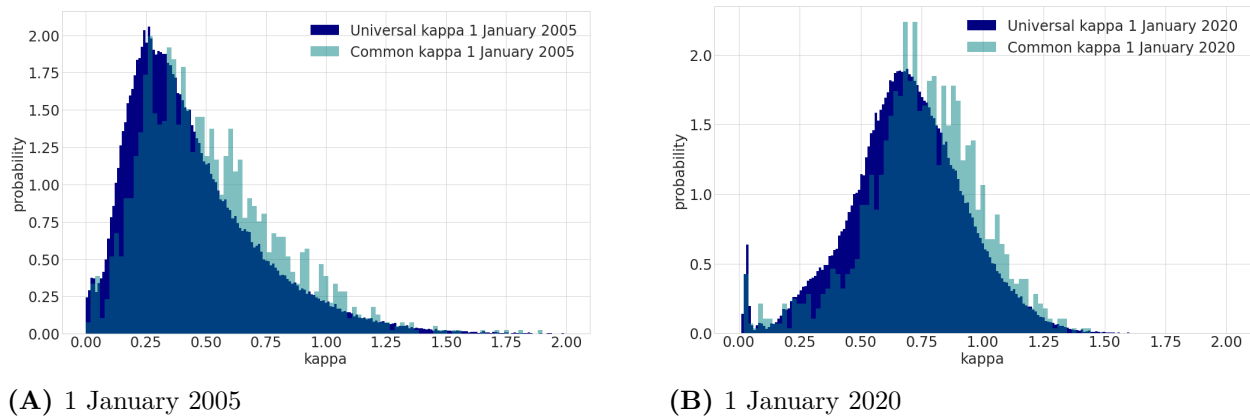 Universal kappa 1 January 2005
Common kappa 1 January 2005
probability
2.00
1.75
1.50
1.25
1.00
0.75
0.50
0.25
0.00
0.00 0.25 0.50 0.75 1.00 1.25 1.50 1.75 2.00
kappa
(A) 1 January 2005
Universal kappa 1 January 2020
Common kappa 1 January 2020
probability
2.0
1.5
1.0
0.5
0.0
0.00 0.25 0.50 0.75 1.00 1.25 1.50 1.75 2.00
kappa
(B) 1 January 2020